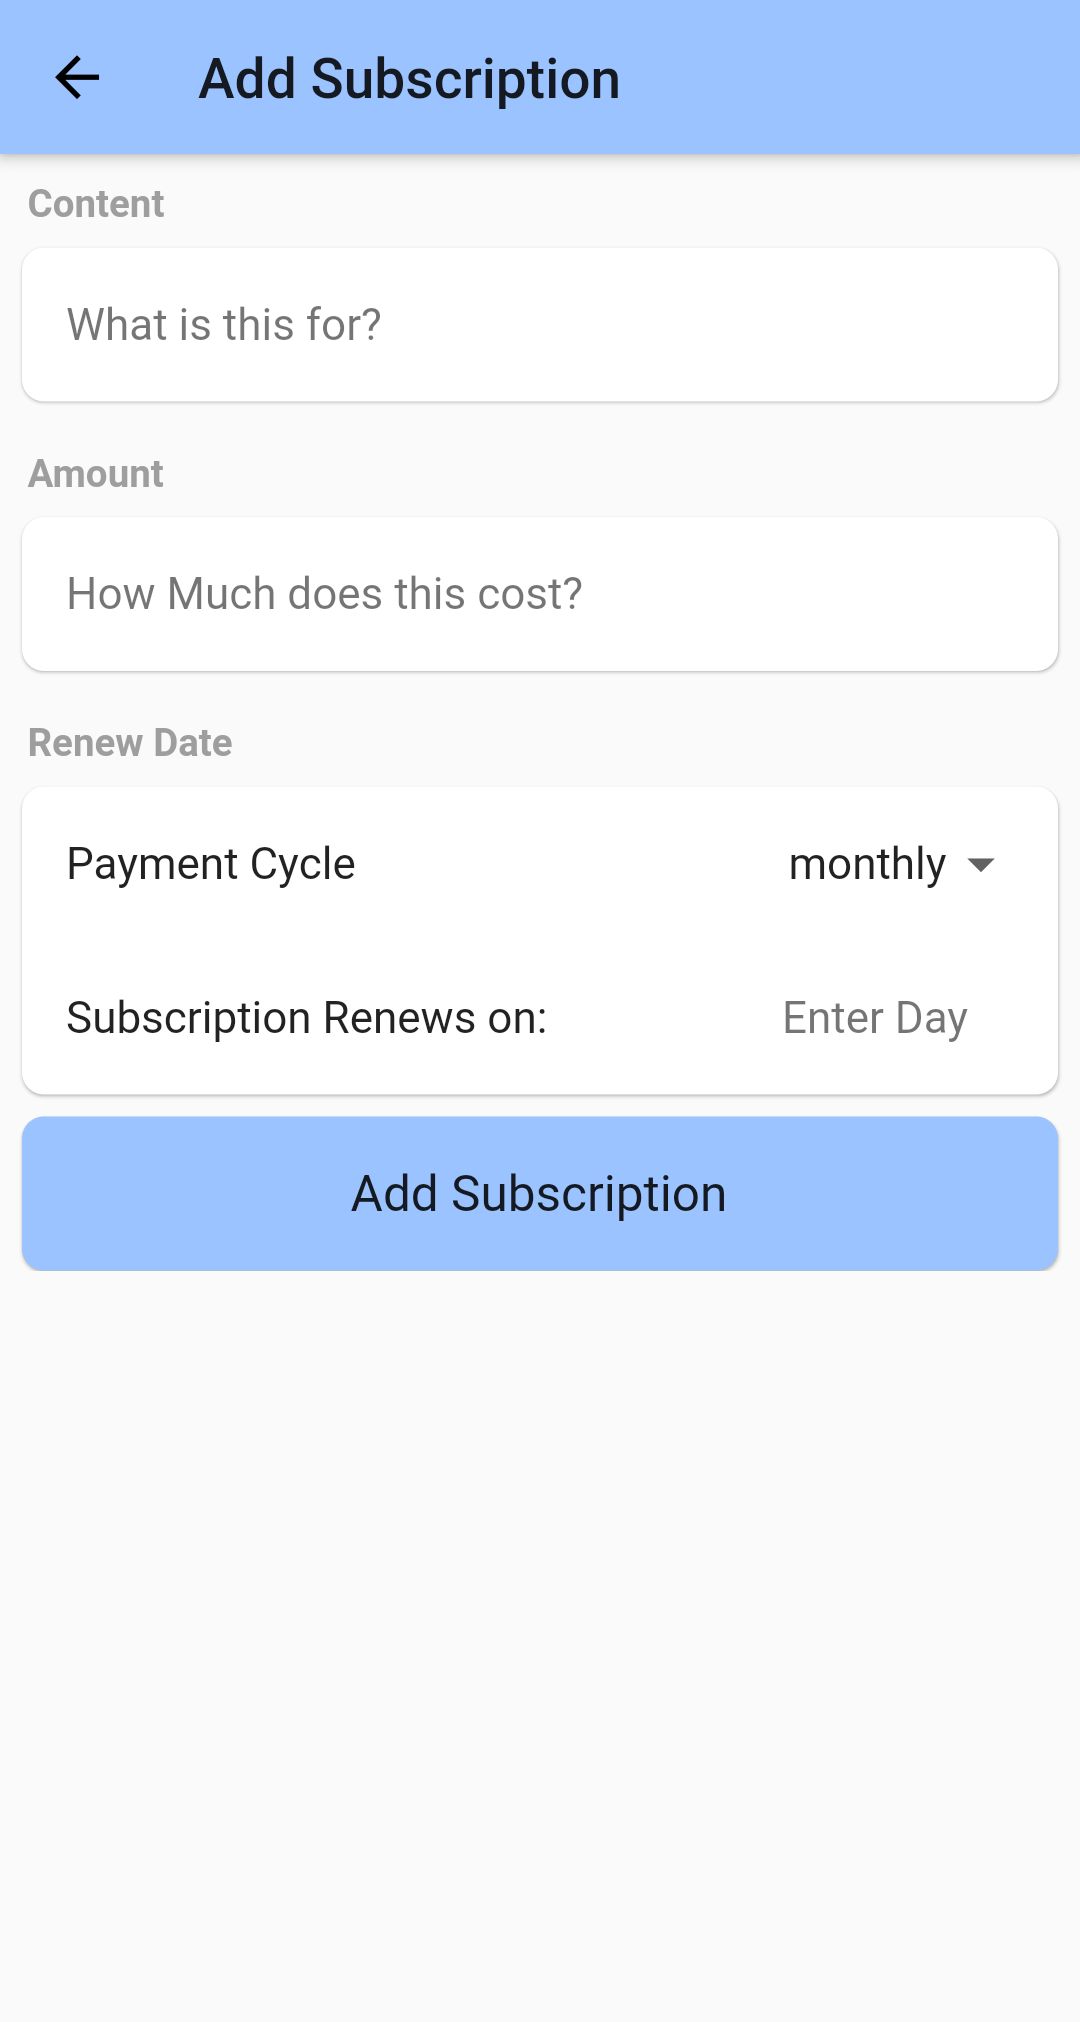 Add Subscription
Content
What is this for?
Amount
How Much does this cost?
Renew Date
Payment Cycle monthly
Subscription Renews on: Enter Day
Add Subscription